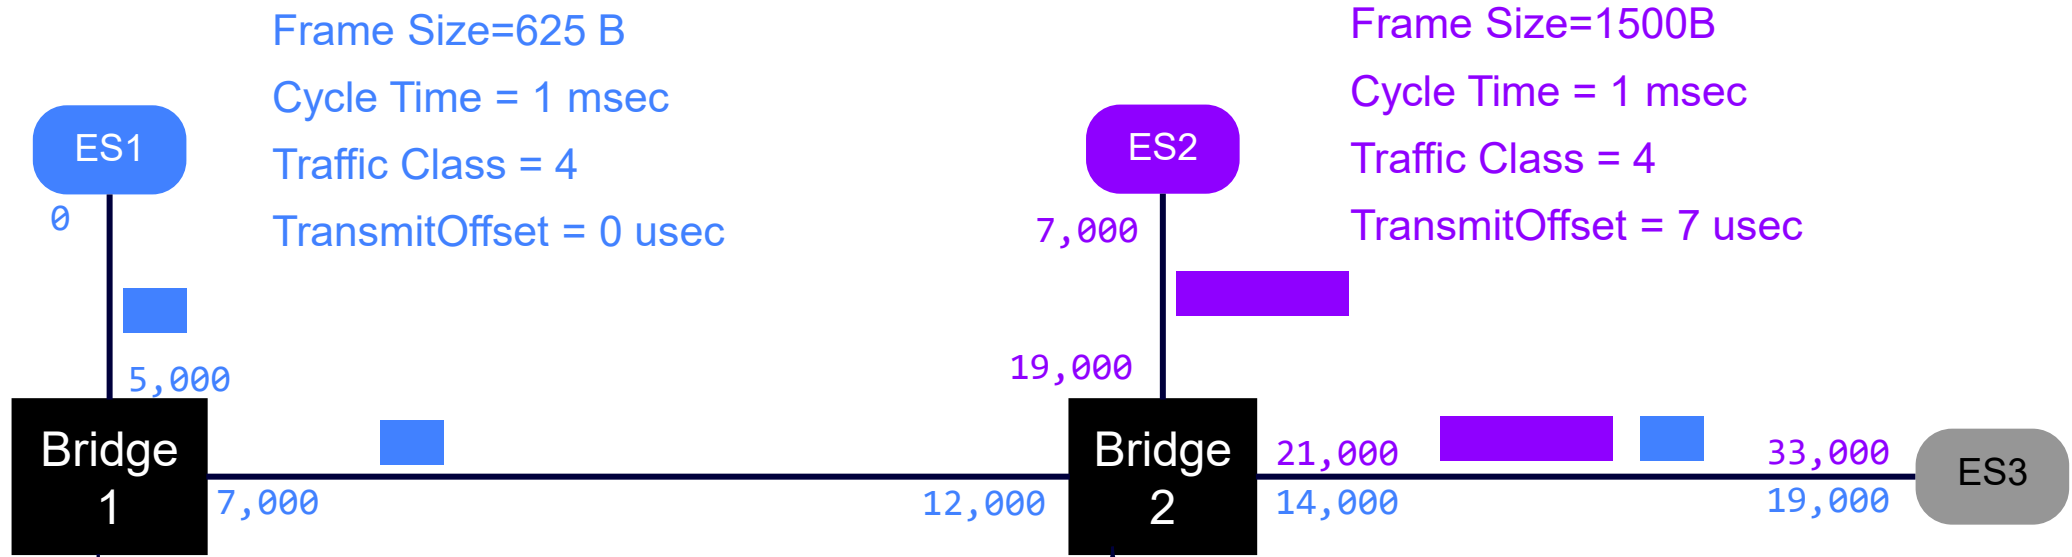 Frame Size=625 B
Cycle Time = 1 msec
Traffic Class = 4
TransmitOffset = 0 usec
Frame Size=1500B
Cycle Time = 1 msec
Traffic Class = 4
TransmitOffset = 7 usec
ES1
0
5,000
Bridge
1
7,000
12,000
ES2
7,000
19,000
Bridge
2
21,000
14,000
33,000
19,000
ES3